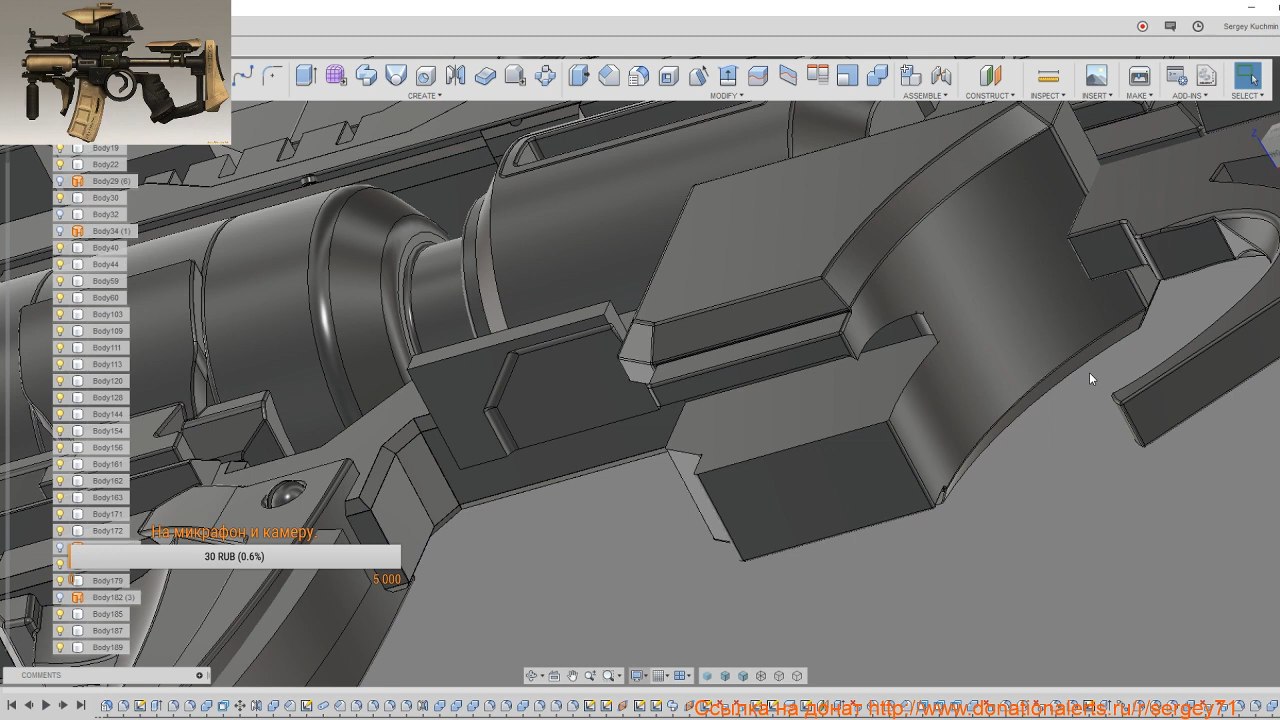 Sergey Kuchmin
CREATE
MODIFY
ASSEMBLE
CONSTRUCT
INSPECT
INSERT
MAKE
ADD-INS
SELECT
Z
Body19
Body22
Body29 (6)
Body30
Body32
Body34 (1)
Body40
Body44
Body59
Body60
Body103
Body109
Body111
Body113
Body120
Body128
Body144
Body154
Body156
Body161
Body162
Body163
Body171
Body172
На микрафон и камеру.
30 RUB (0.6%)
0
5 000
Body179
Body182 (3)
Body185
Body187
Body189
COMMENTS
Ссылка на донат http://www.donationalerts.ru/r/sergey71